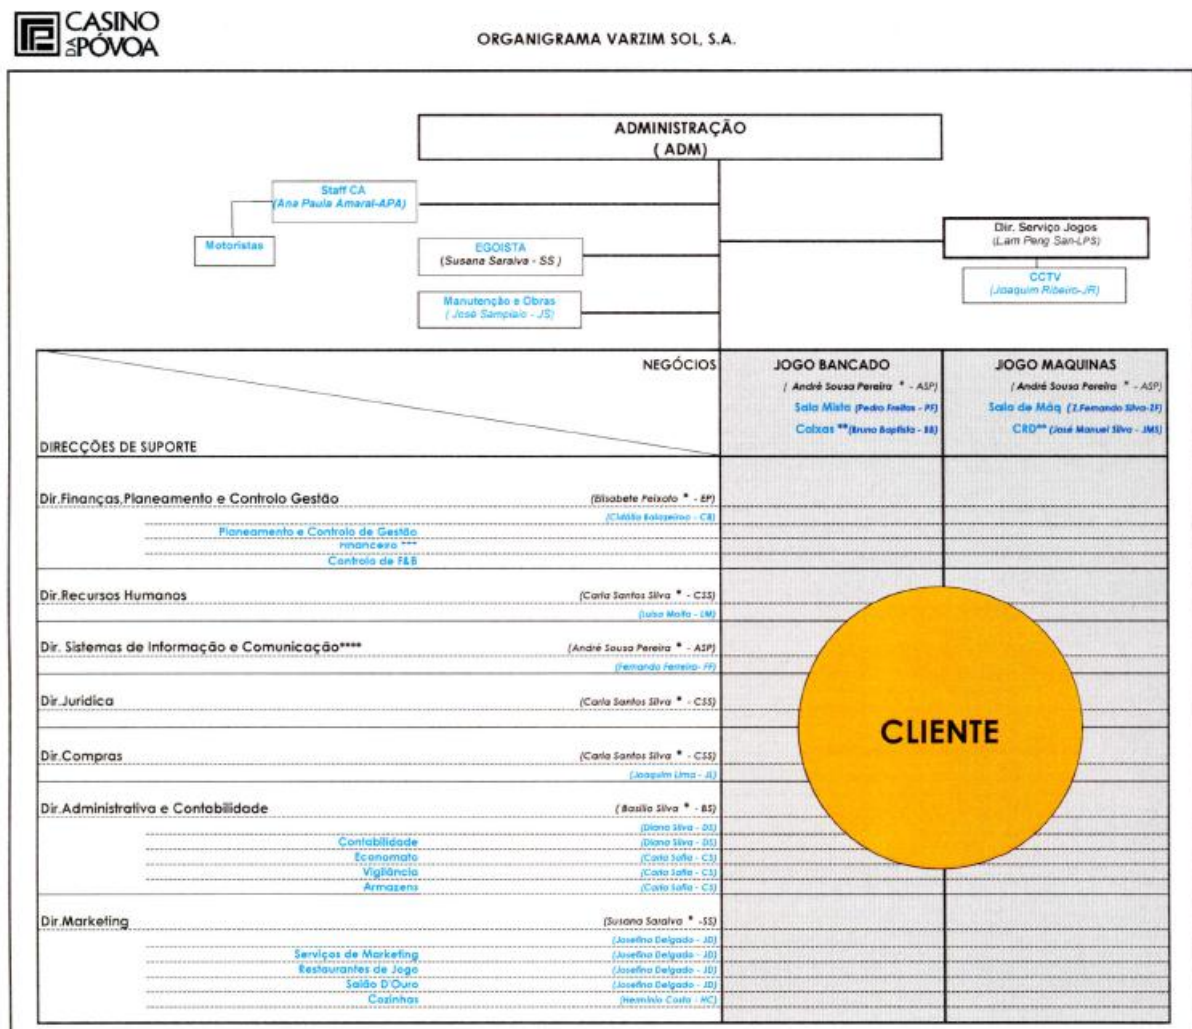 CASINO
DA PÓVOA
ORGANIGRAMA VARZIM SOL, S.A.
ADMINISTRAÇÃO
( ADM)
Staff CA
(Ana Paula Amaral-APA)
Motoristas
EGOISTA
(Susana Saraiva - SS )
Manutenção e Obras
( José Sampiaio - JS)
Dir. Serviço Jogos
(Lam Peng San-LPS)
CCTV
(Joaquim Ribeiro-JR)
NEGÓCIOS
DIRECÇÕES DE SUPORTE
JOGO BANCADO
( André Sousa Pereira * - ASP)
Sala Mista (Pedro Freitas - PF)
Caixas **(Bruno Baptista - BB)
JOGO MAQUINAS
(André Sousa Pereira * - ASP)
Sala de Máq (J.Fernando Silva-ZF)
CRD** (José Manuel Silva - JMS)
Dir.Finanças,Planeamento e Controlo Gestão (Elisabete Peixoto * - EP)
- CB)
Planeamento e Controlo de Gestão
Financeiro ***
Controlo de F&B
Dir.Recursos Humanos (Carla Santos Silva * - CSS)
(Luisa Motta - LM)
Dir. Sistemas de Informação e Comunicação**** (André Sousa Pereira * - ASP)
(Fernando Ferreira- FF)
Dir.Juridica (Carla Santos Silva * - CSS)
Dir.Compras (Carla Santos Silva * - CSS)
(Joaquim Lima - JL)
Dir.Administrativa e Contabilidade ( Basílio Silva * - BS)
(Diana Silva - DS)
Contabilidade (Diana Silva - DS)
Economato (Carla Sofia - CS)
Vigilância (Carla Sofia - CS)
Armazens (Carla Sofia - CS)
Dir.Marketing (Susana Saraiva * -SS)
(Josefina Delgado - JD)
Serviços de Marketing (Josefina Delgado - JD)
Restaurantes de Jogo (Josefina Delgado - JD)
Salão D'Ouro (Josefina Delgado - JD)
Cozinhas (Hermínio Costa - HC)
CLIENTE